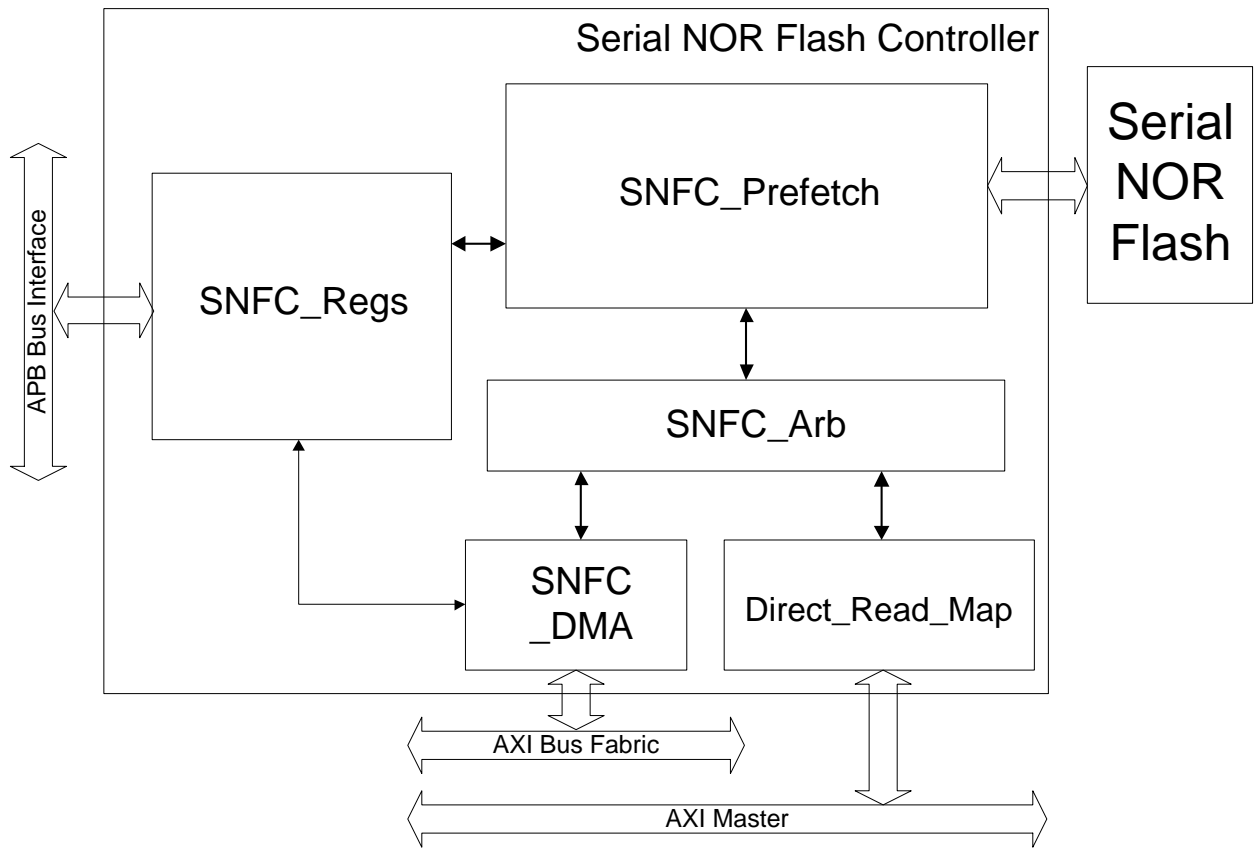 Serial NOR Flash Controller
Serial
NOR
Flash
SNFC_Prefetch
SNFC_Regs
APB Bus Interface
SNFC_Arb
SNFC
_DMA
Direct_Read_Map
AXI Bus Fabric
AXI Master